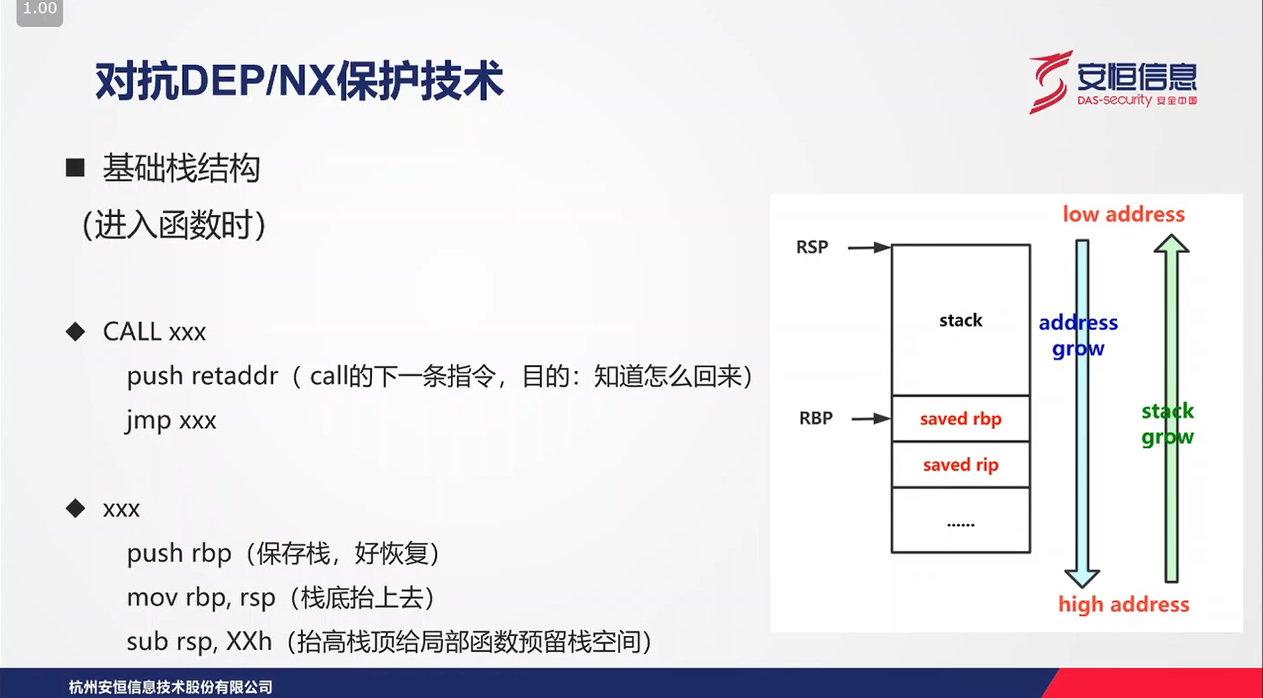 1.00
对抗DEP/NX保护技术
安恒信息
DAS-security 安全中国
■ 基础栈结构
（进入函数时）
◆ CALL xxx
push retaddr（ call的下一条指令，目的：知道怎么回来）
jmp xxx
◆ xxx
push rbp（保存栈，好恢复）
mov rbp, rsp（栈底抬上去）
sub rsp, XXh（抬高栈顶给局部函数预留栈空间）
low address
RSP
stack
address
grow
RBP
saved rbp
stack
grow
saved rip
......
high address
杭州安恒信息技术股份有限公司